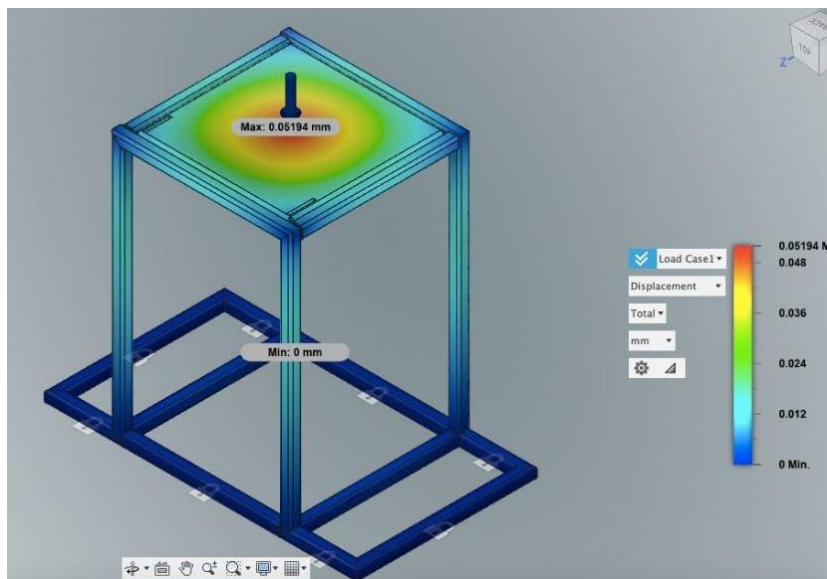 TOP
Z
Max: 0.05194 mm
Min: 0 mm
Load Case1
Displacement
Total
mm
0.05194 M
0.048
0.036
0.024
0.012
0 Min.